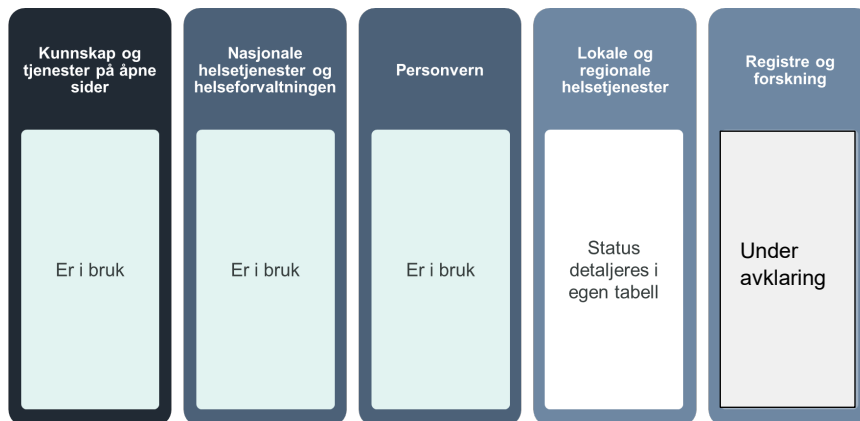 Kunnskap og
tjenester på åpne
sider
Er i bruk
Nasjonale
helsetjenester og
helseforvaltningen
Er i bruk
Personvern
Er i bruk
Lokale og
regionale
helsetjenester
Status
detaljeres i
egen tabell
Registre og
forskning
Under
avklaring